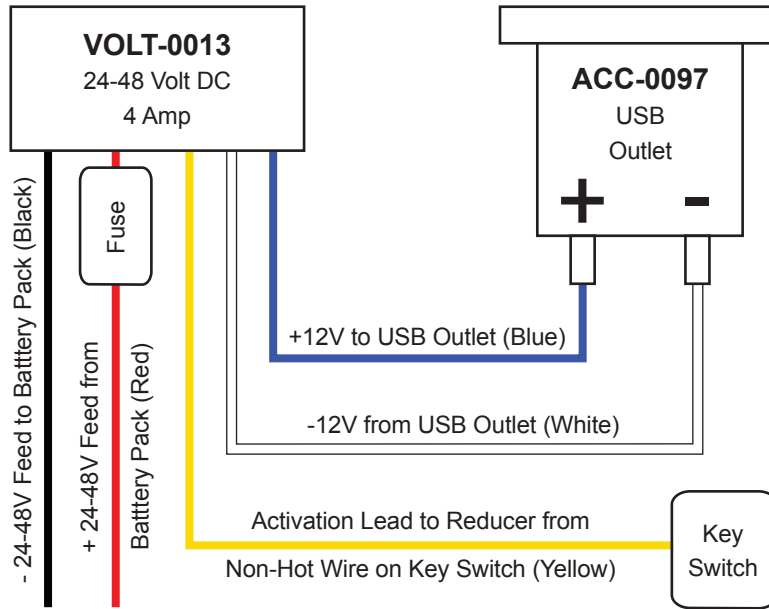 VOLT-0013
24-48 Volt DC
4 Amp
ACC-0097
USB
Outlet
+ -
Fuse
- 24-48V Feed to Batttery Pack (Black)
+ 24-48V Feed from
Batttery Pack (Red)
+12V to USB Outlet (Blue)
-12V from USB Outlet (White)
Activation Lead to Reducer from
Non-Hot Wire on Key Switch (Yellow)
Key
Switch